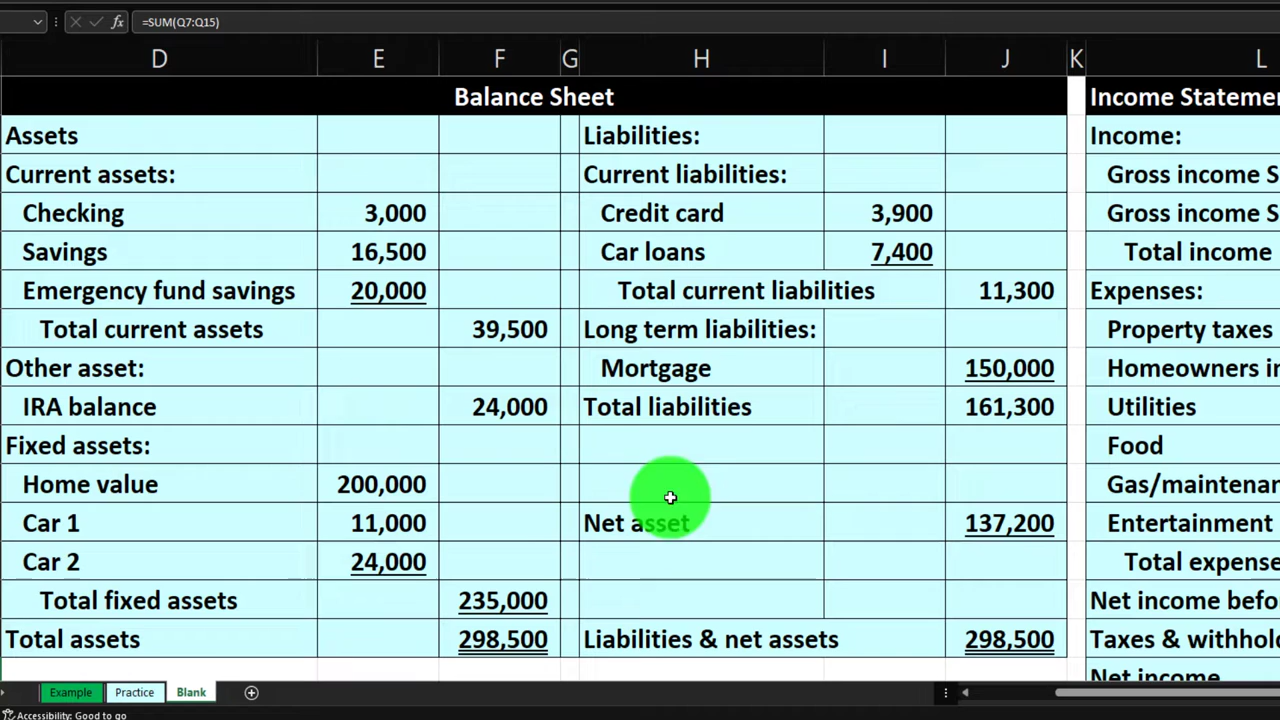 =SUM(Q7:Q15)
D E F G H I J K L
Balance Sheet Income Statemen
Assets Liabilities: Income:
Current assets: Current liabilities: Gross income S
Checking 3,000 Credit card 3,900 Gross income S
Savings 16,500 Car loans 7,400 Total income
Emergency fund savings 20,000 Total current liabilities 11,300 Expenses:
Total current assets 39,500 Long term liabilities: Property taxes
Other asset: Mortgage 150,000 Homeowners in
IRA balance 24,000 Total liabilities 161,300 Utilities
Fixed assets: Food
Home value 200,000 Gas/maintenan
Car 1 11,000 Net asset 137,200 Entertainment
Car 2 24,000 Total expense
Total fixed assets 235,000 Net income befo
Total assets 298,500 Liabilities & net assets 298,500 Taxes & withhold
Net income
Example Practice Blank
Accessibility: Good to go